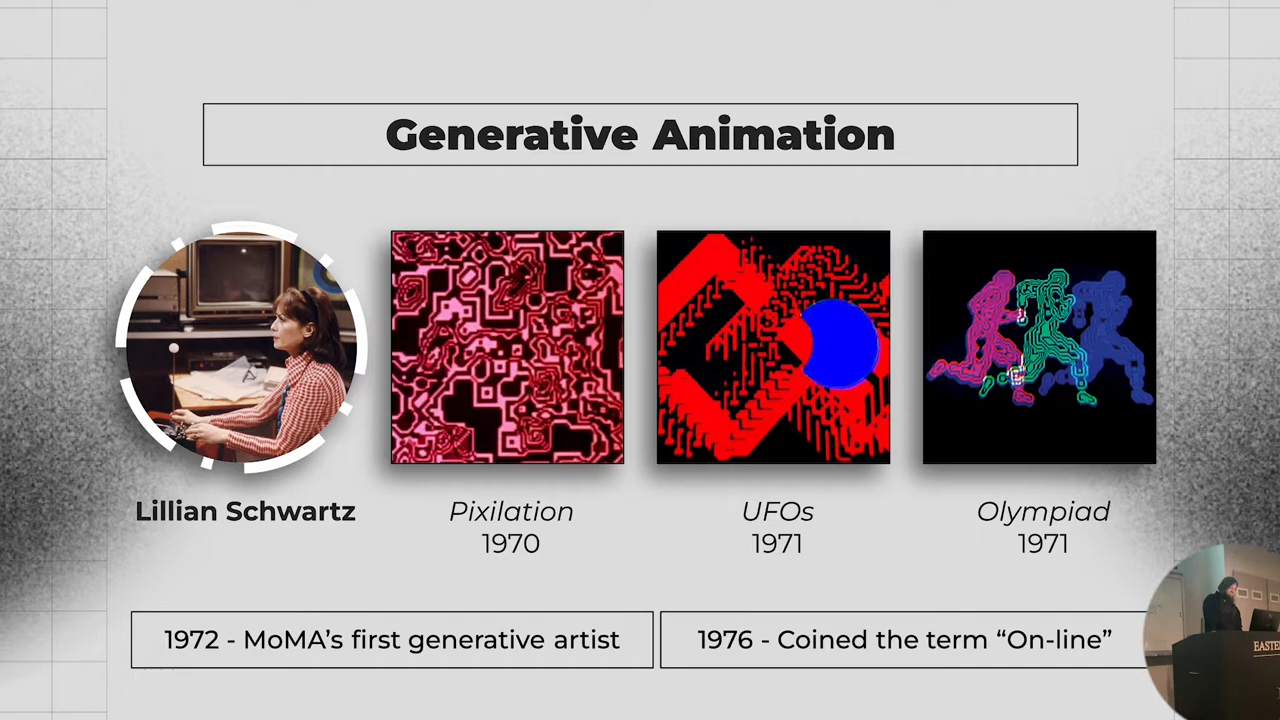 Generative Animation
Lillian Schwartz
Pixilation
1970
UFOs
1971
Olympiad
1971
1972 - MoMA’s first generative artist
1976 - Coined the term “On-line”